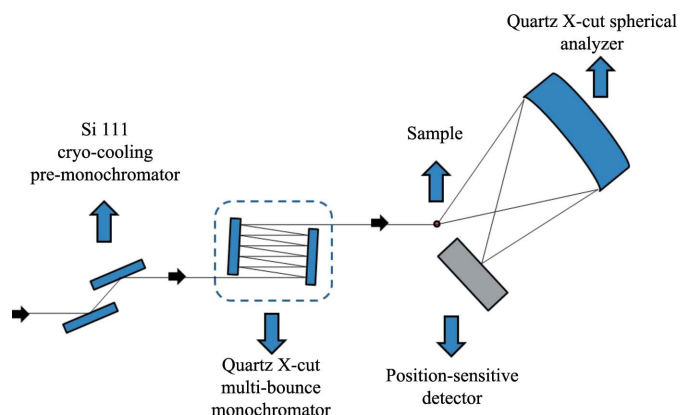 Quartz X-cut spherical
analyzer
Si 111
cryo-cooling
pre-monochromator
Sample
Quartz X-cut
multi-bounce
monochromator
Position-sensitive
detector